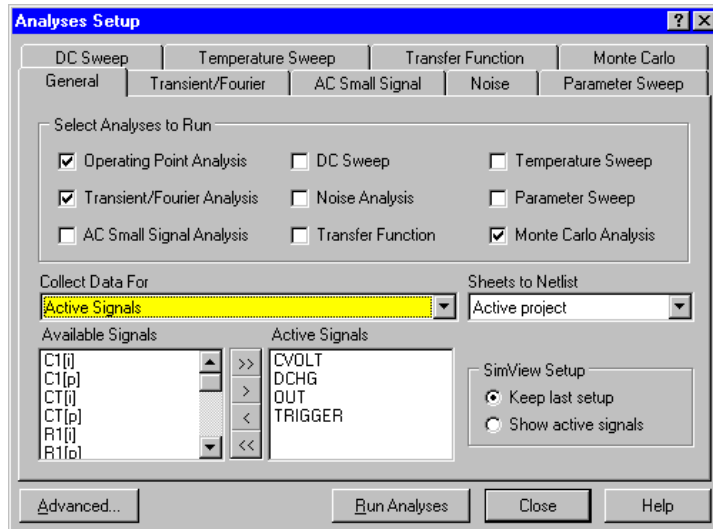 Analyses Setup
DC Sweep Temperature Sweep Transfer Function Monte Carlo
General Transient/Fourier AC Small Signal Noise Parameter Sweep
Select Analyses to Run
Operating Point Analysis DC Sweep Temperature Sweep
Transient/Fourier Analysis Noise Analysis Parameter Sweep
AC Small Signal Analysis Transfer Function Monte Carlo Analysis
Collect Data For Sheets to Netlist
Active Signals Active project
Available Signals Active Signals
C1[i] >> CVOLT
C1[p] DCHG
CT[i] > OUT
CT[p] < TRIGGER
R1[i]
R1[p] <<
SimView Setup
Keep last setup
Show active signals
Advanced... Run Analyses Close Help